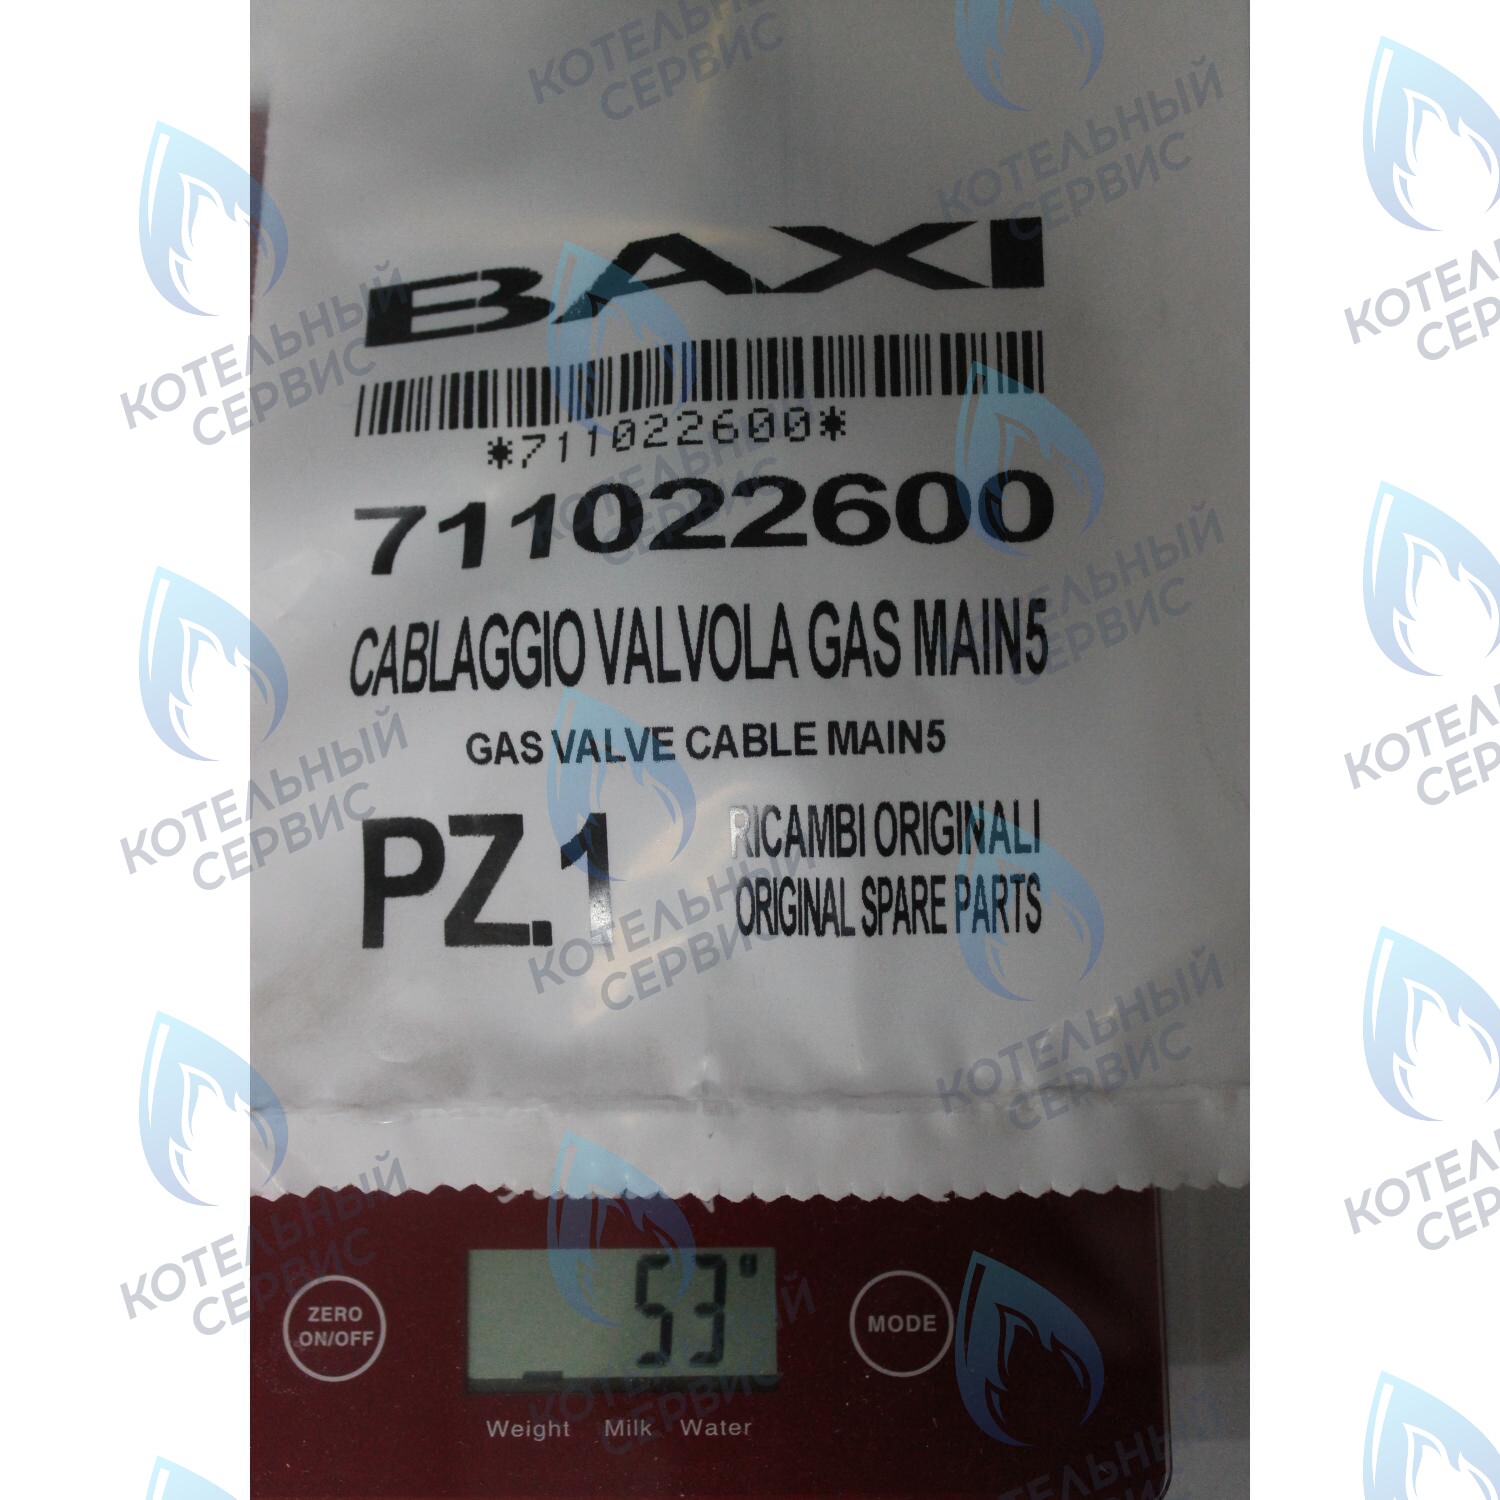 BAXI
*711022600*
711022600
CABLAGGIO VALVOLA GAS MAIN5
GAS VALVE CABLE MAIN5
PZ.1
RICAMBI ORIGINALI
ORIGINAL SPARE PARTS
53 g
ZERO
ON/OFF
MODE
Weight Milk Water
КОТЕЛЬНЫЙ
СЕРВИС